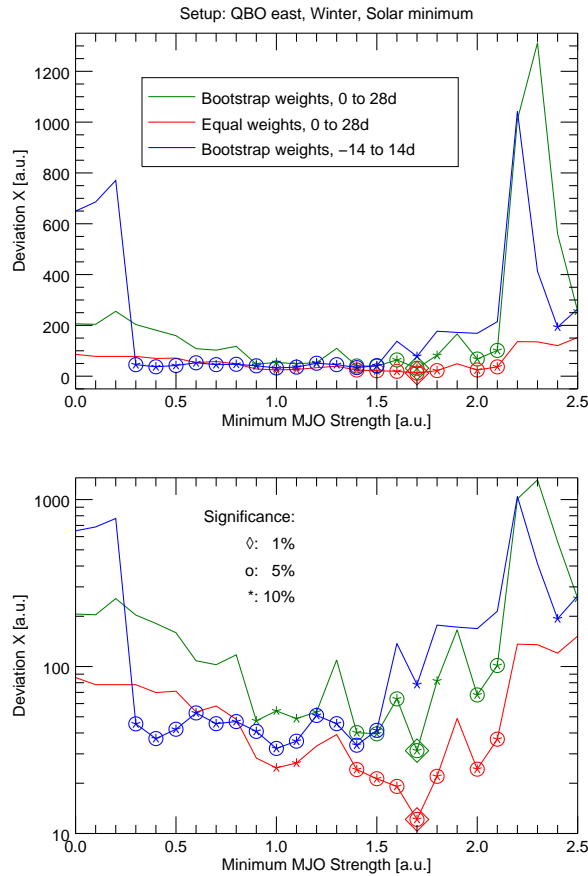 Setup: QBO east, Winter, Solar minimum
1200
1000
800
600
400
200
0
Deviation X [a.u.]
Bootstrap weights, 0 to 28d
Equal weights, 0 to 28d
Bootstrap weights, −14 to 14d
0.0 0.5 1.0 1.5 2.0 2.5
Minimum MJO Strength [a.u.]
1000
100
10
Deviation X [a.u.]
Significance:
◊: 1%
o: 5%
*: 10%
0.0 0.5 1.0 1.5 2.0 2.5
Minimum MJO Strength [a.u.]